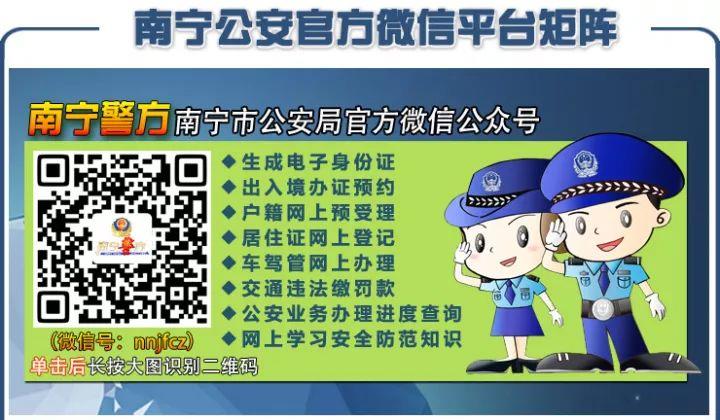 南宁公安官方微信平台矩阵
南宁警方南宁市公安局官方微信公众号
◆生成电子身份证
◆出入境办证预约
◆户籍网上预受理
◆居住证网上登记
◆车驾管网上办理
◆交通违法缴罚款
◆公安业务办理进度查询
◆网上学习安全防范知识
南宁警方
（微信号：nnjfcz）
单击后长按大图识别二维码